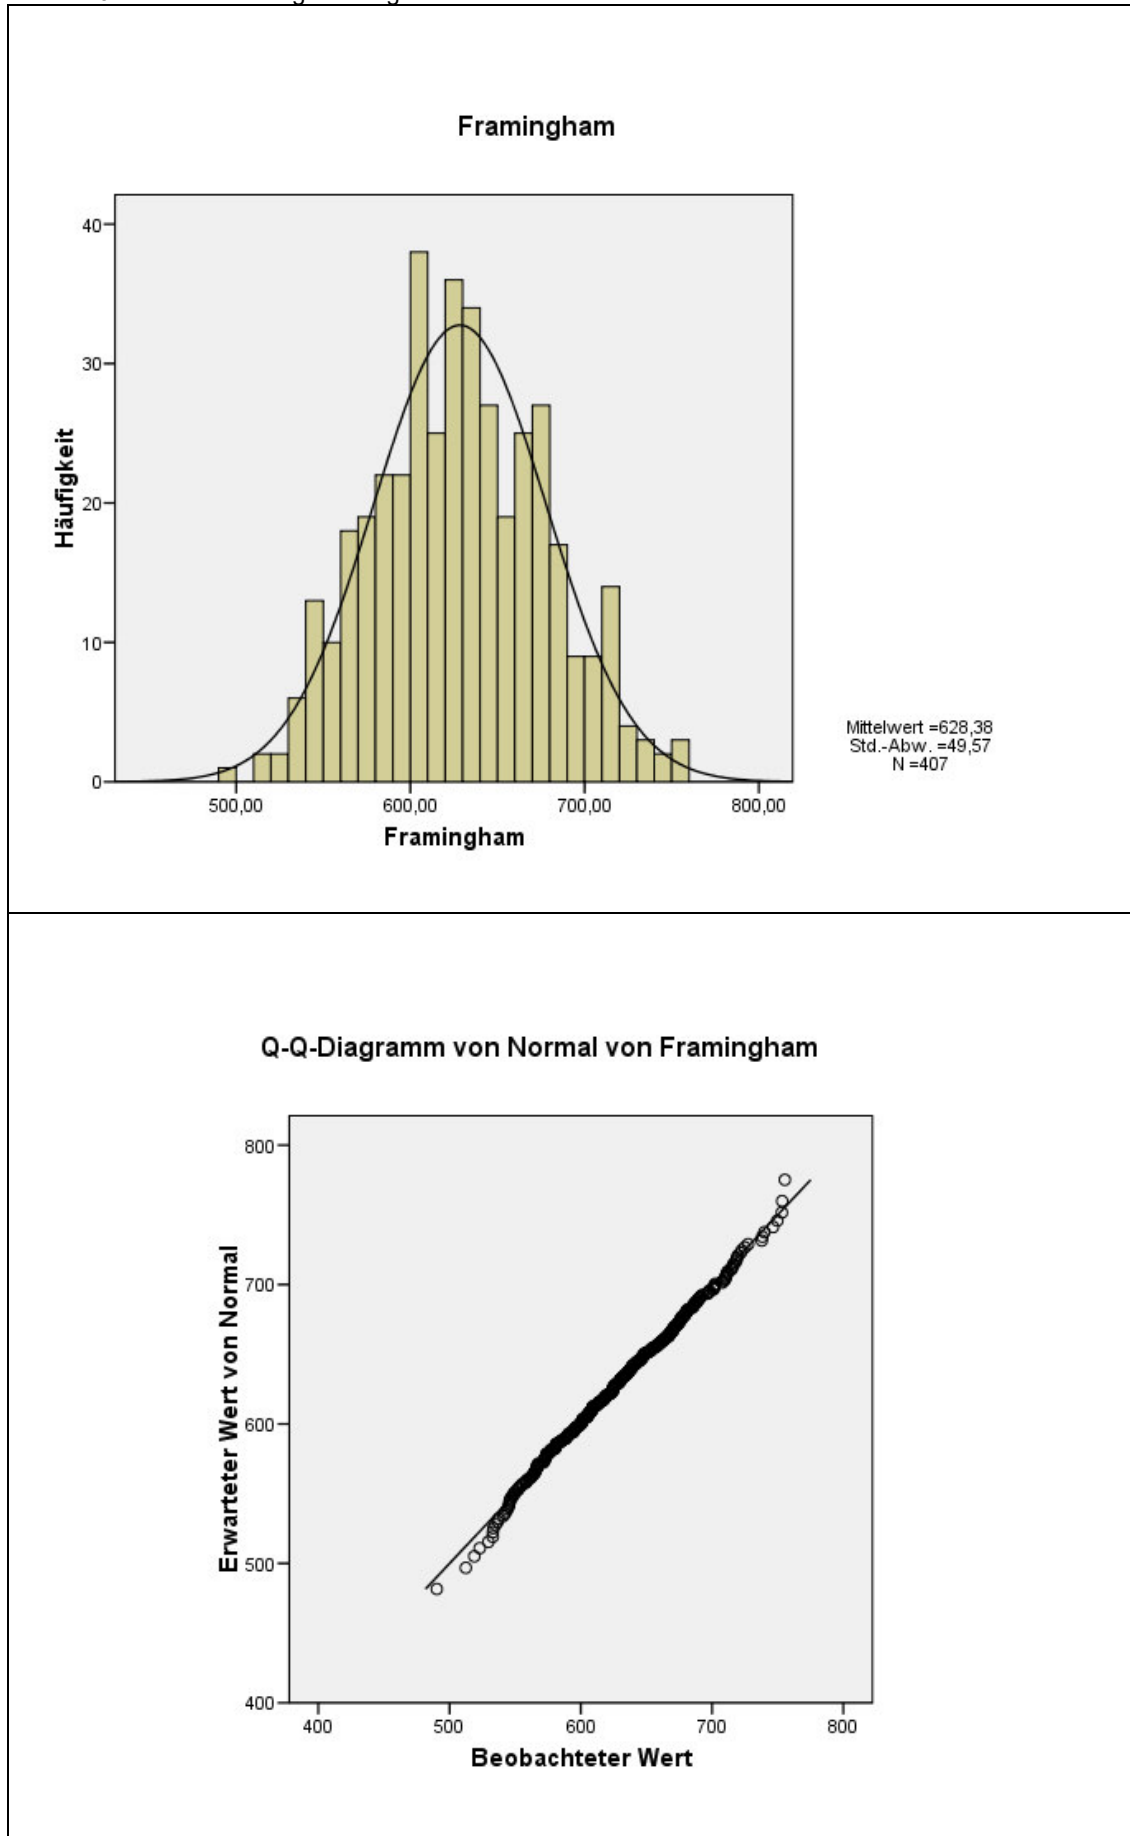 Framingham
40
30
20
10
0
Häufigkeit
500,00 600,00 700,00 800,00
Framingham
Mittelwert =628,38
Std.-Abw. =49,57
N =407
Q-Q-Diagramm von Normal von Framingham
800
700
600
500
400
Erwarteter Wert von Normal
400 500 600 700 800
Beobachteter Wert